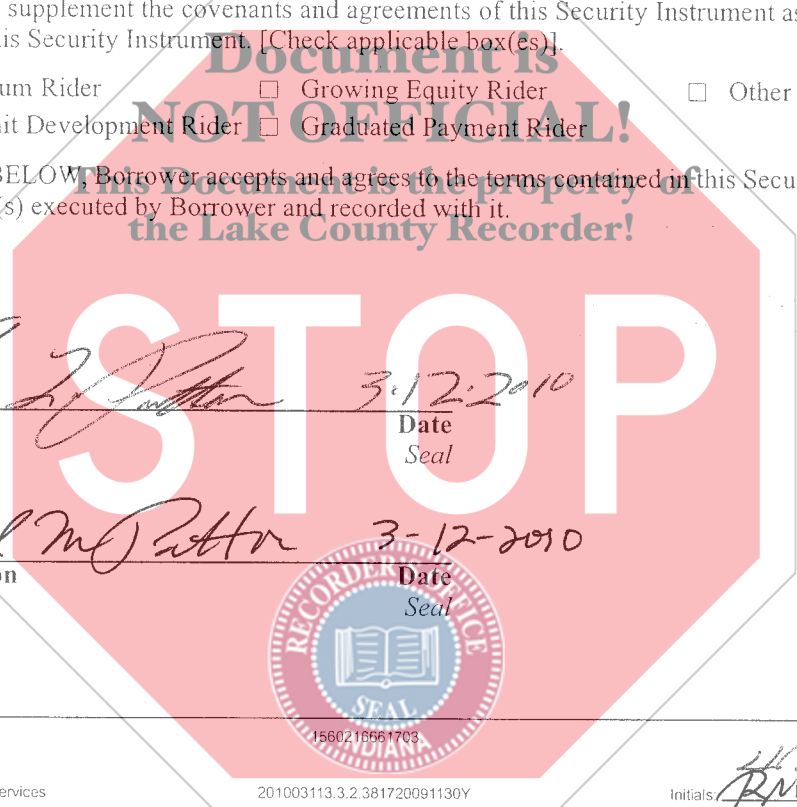 supplement the covenants and agreements of this Security Instrument as
is Security Instrument. [Check applicable box(es)].
Document is
um Rider □ Growing Equity Rider □ Other
NOT OFFICIAL!
it Development Rider □ Graduated Payment Rider
BELOW, Borrower accepts and agrees to the terms contained in this Secu
This Document is the property of
(s) executed by Borrower and recorded with it.
the Lake County Recorder!
STOP
Patton 3·12·2010
Date
Seal
M Patton 3-12-2010
on Date
Seal
RECORDER'S OFFICE
SEAL
INDIANA
1560216661703
ervices 201003113.3.2.381720091130Y Initials: